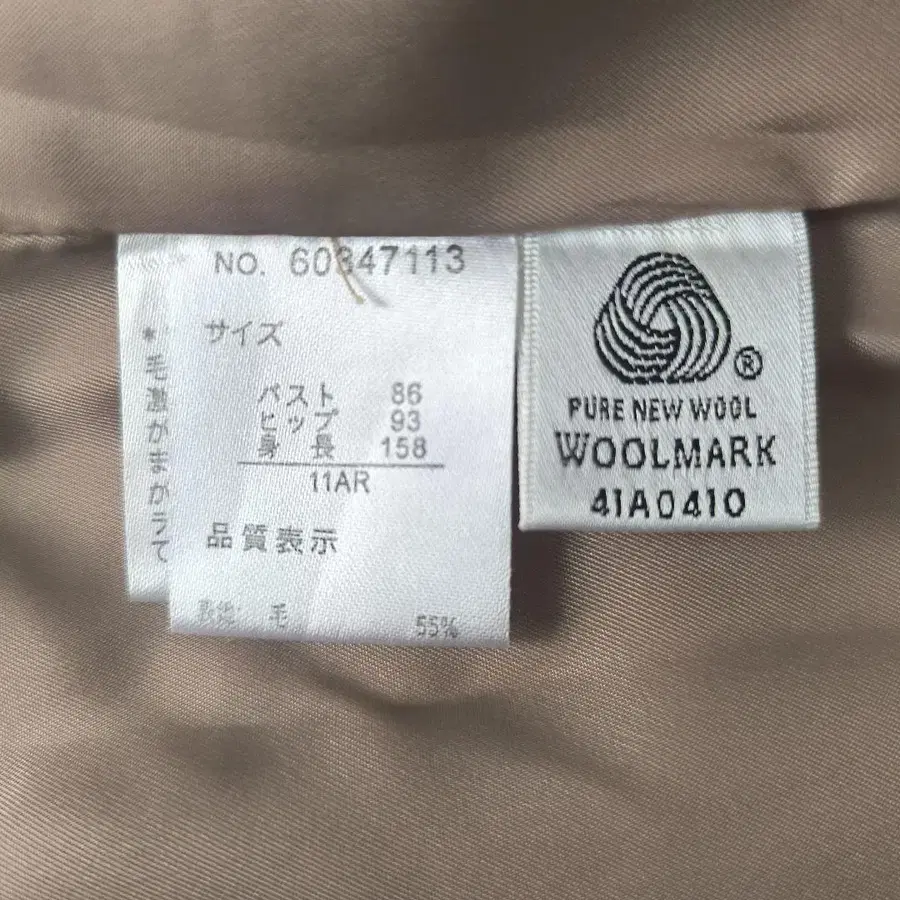 NO. 60347113
サイズ
バスト 86
ヒップ 93
身長 158
11AR
品質表示
毛 55%
*毛
®
PURE NEW WOOL
WOOLMARK
41A0410